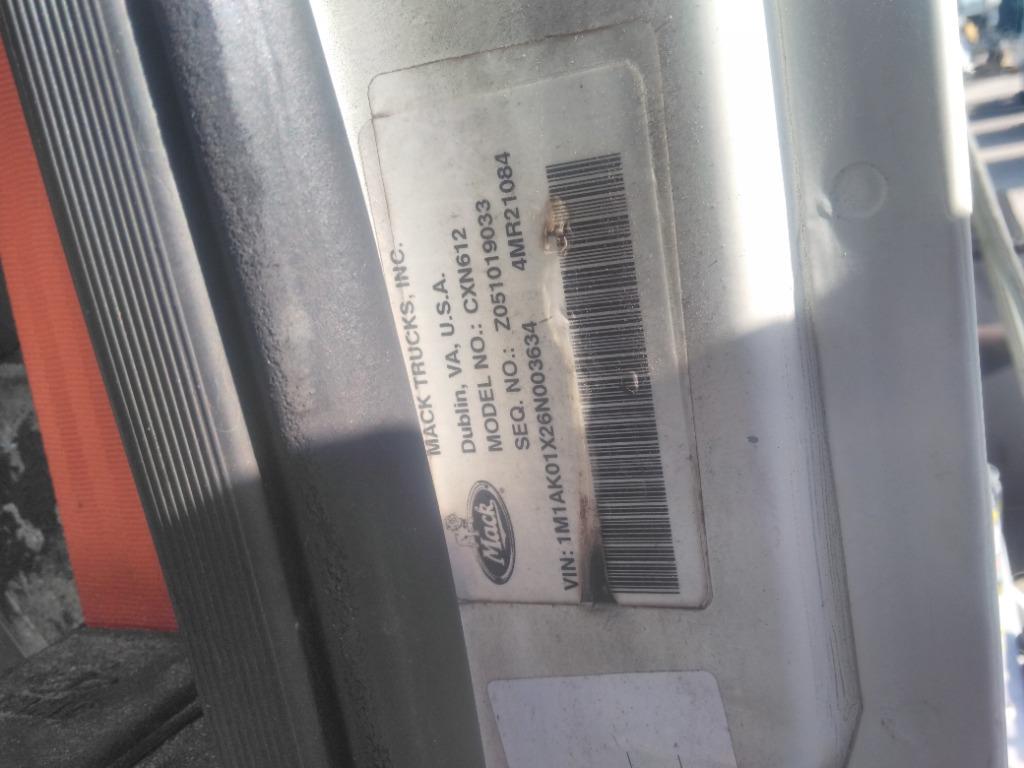 MACK TRUCKS, INC.
Dublin, VA, U.S.A.
MODEL NO.: CXN612
SEQ. NO.: Z051019033
4MR21084
VIN: 1M1AK01X26N003634
Mack